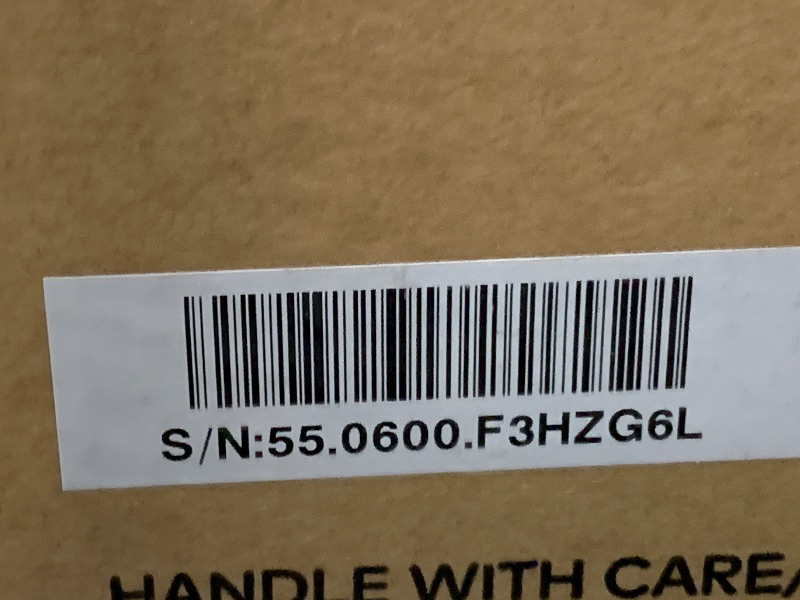 S/N:55.0600.F3HZG6L
HANDLE WITH CARE/